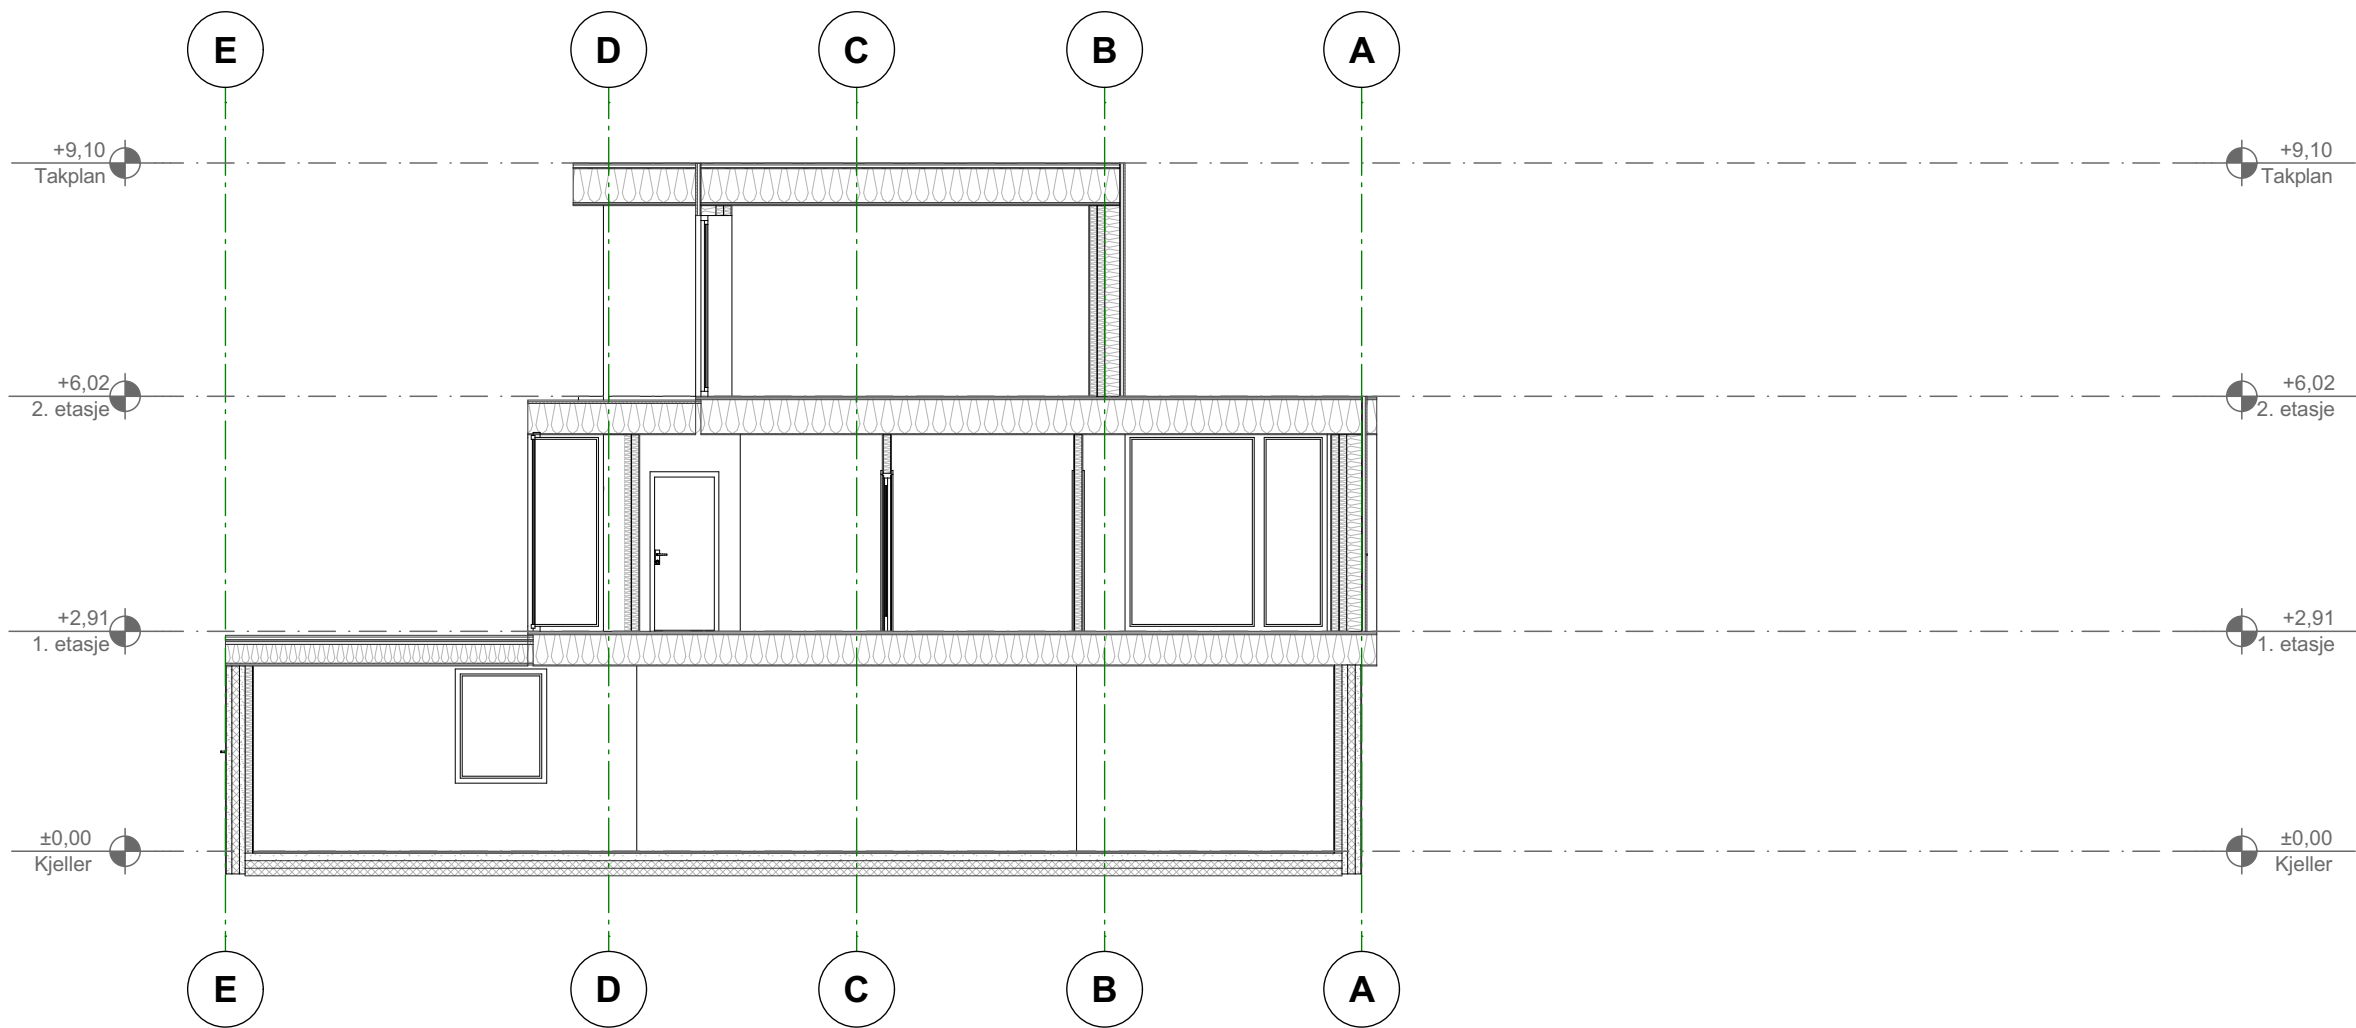 E D C B A
+9,10 +9,10
Takplan Takplan
+6,02 +6,02
2. etasje 2. etasje
+2,91 +2,91
1. etasje 1. etasje
±0,00 ±0,00
Kjeller Kjeller
E D C B A